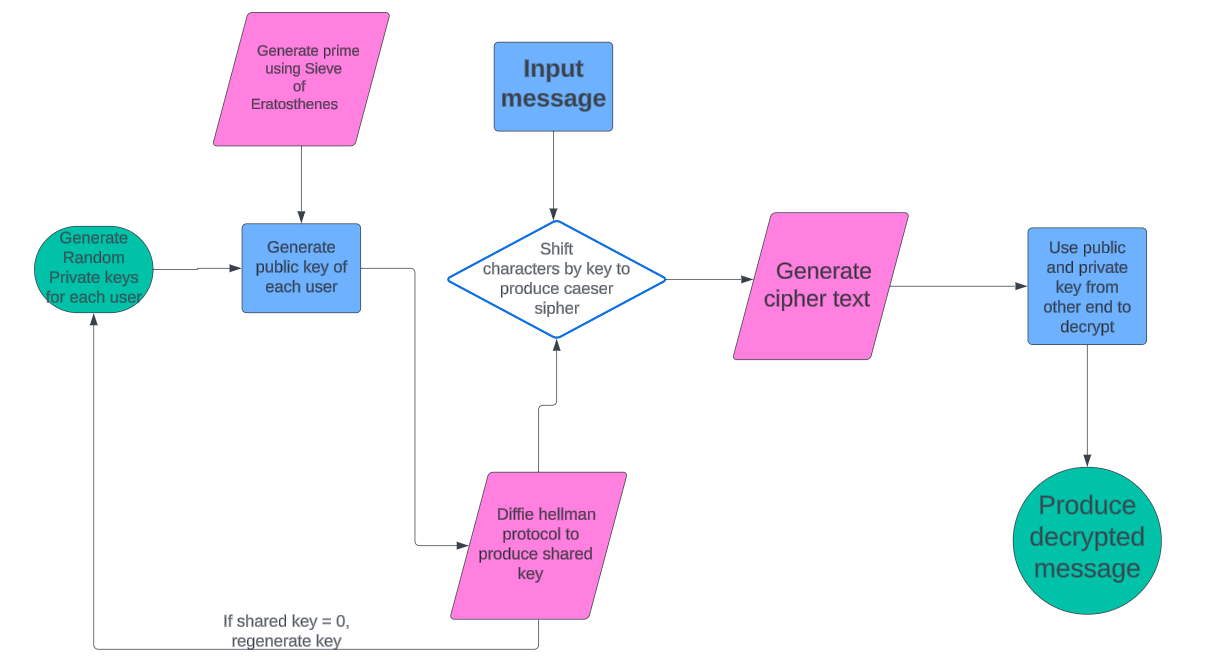 Generate prime
using Sieve
of
Eratosthenes
Input
message
Generate
Random
Private keys
for each user
Generate
public key of
each user
Shift
characters by key to
produce caeser
sipher
Generate
cipher text
Use public
and private
key from
other end to
decrypt
Diffie hellman
protocol to
produce shared
key
Produce
decrypted
message
If shared key = 0,
regenerate key